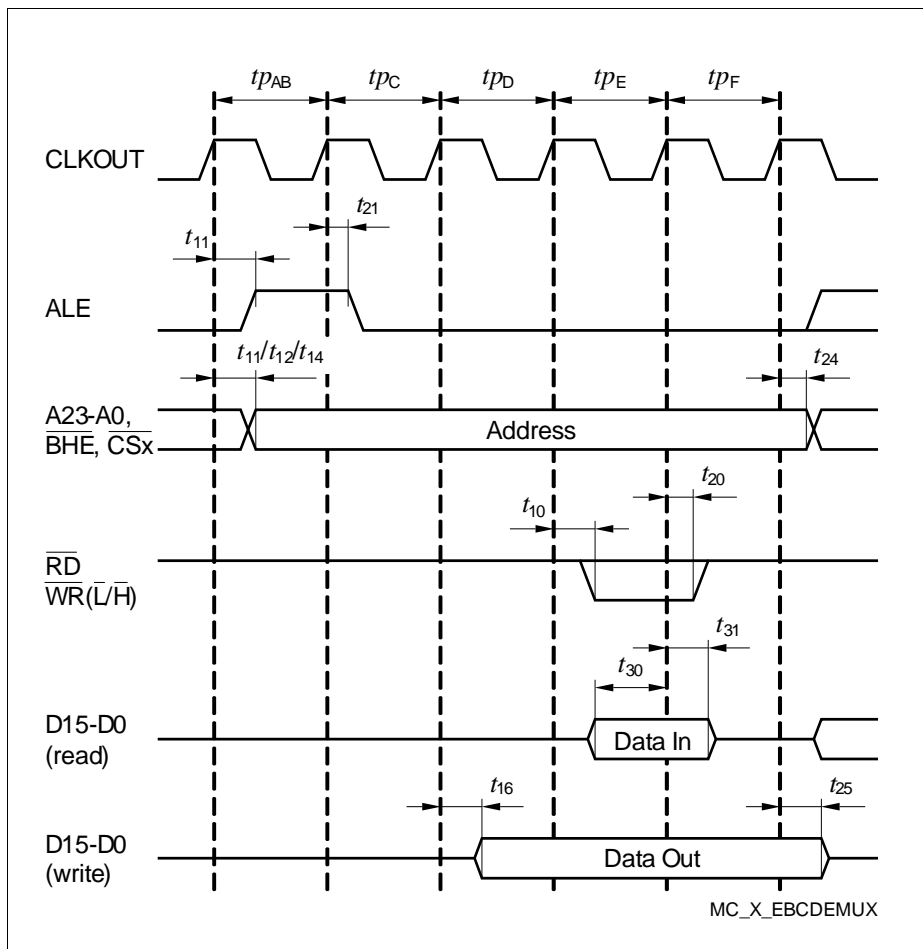 tpAB tpC tpD tpE tpF
CLKOUT
t21
t11
ALE
t11/t12/t14
t24
A23-A0,
BHE, CSx
Address
t20
t10
RD
WR(L/H)
t31
t30
D15-D0
(read)
Data In
t16
t25
D15-D0
(write)
Data Out
MC_X_EBCDEMUX